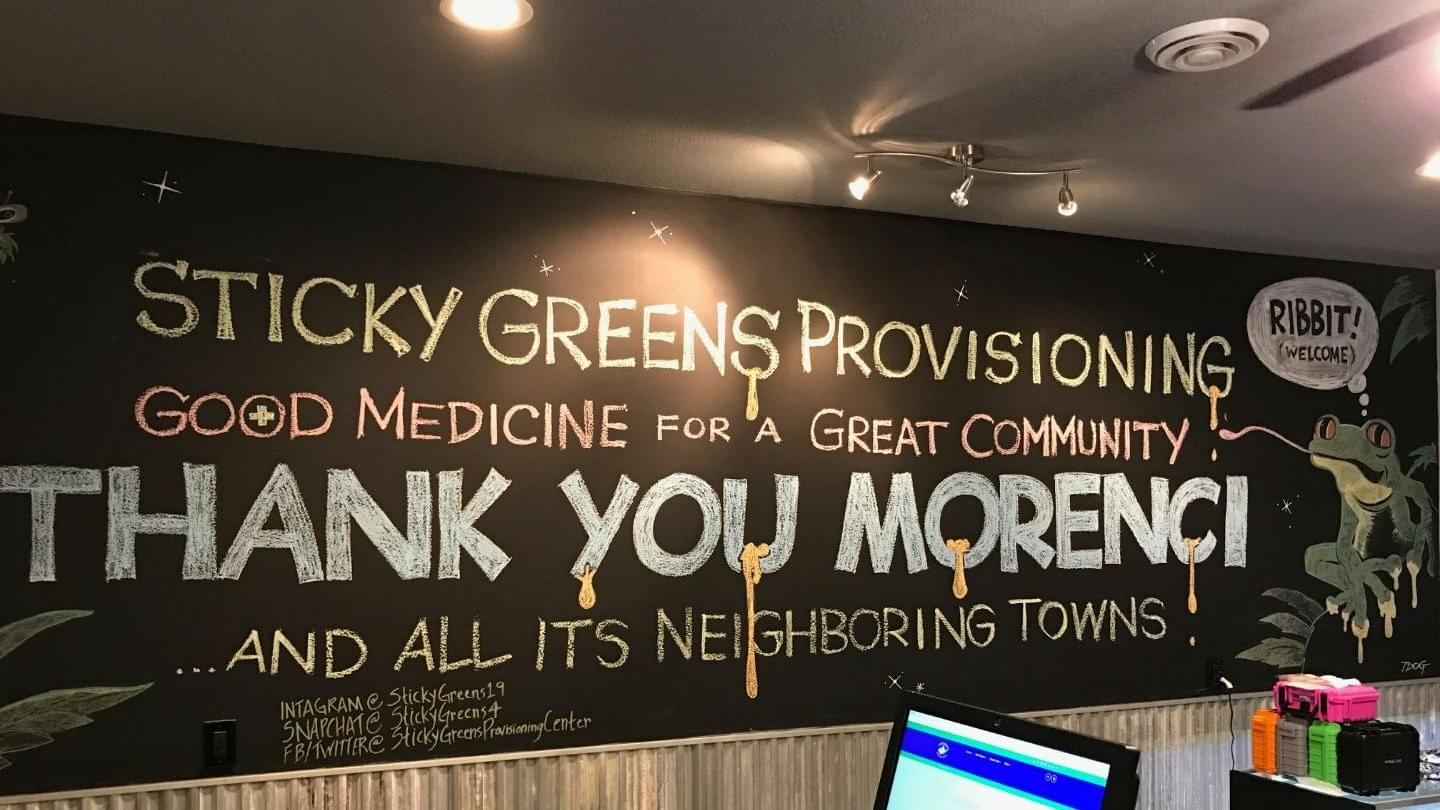 STICKY GREENS PROVISIONING
GOOD MEDICINE FOR A GREAT COMMUNITY
THANK YOU MORENCI
...AND ALL ITS NEIGHBORING TOWNS
INTAGRAM@ StickyGreens19
SNAPCHAT@ StickyGreens4
FB/TWITTER@ StickyGreensProvisioningCenter
RIBBIT!
(WELCOME)
TDOG